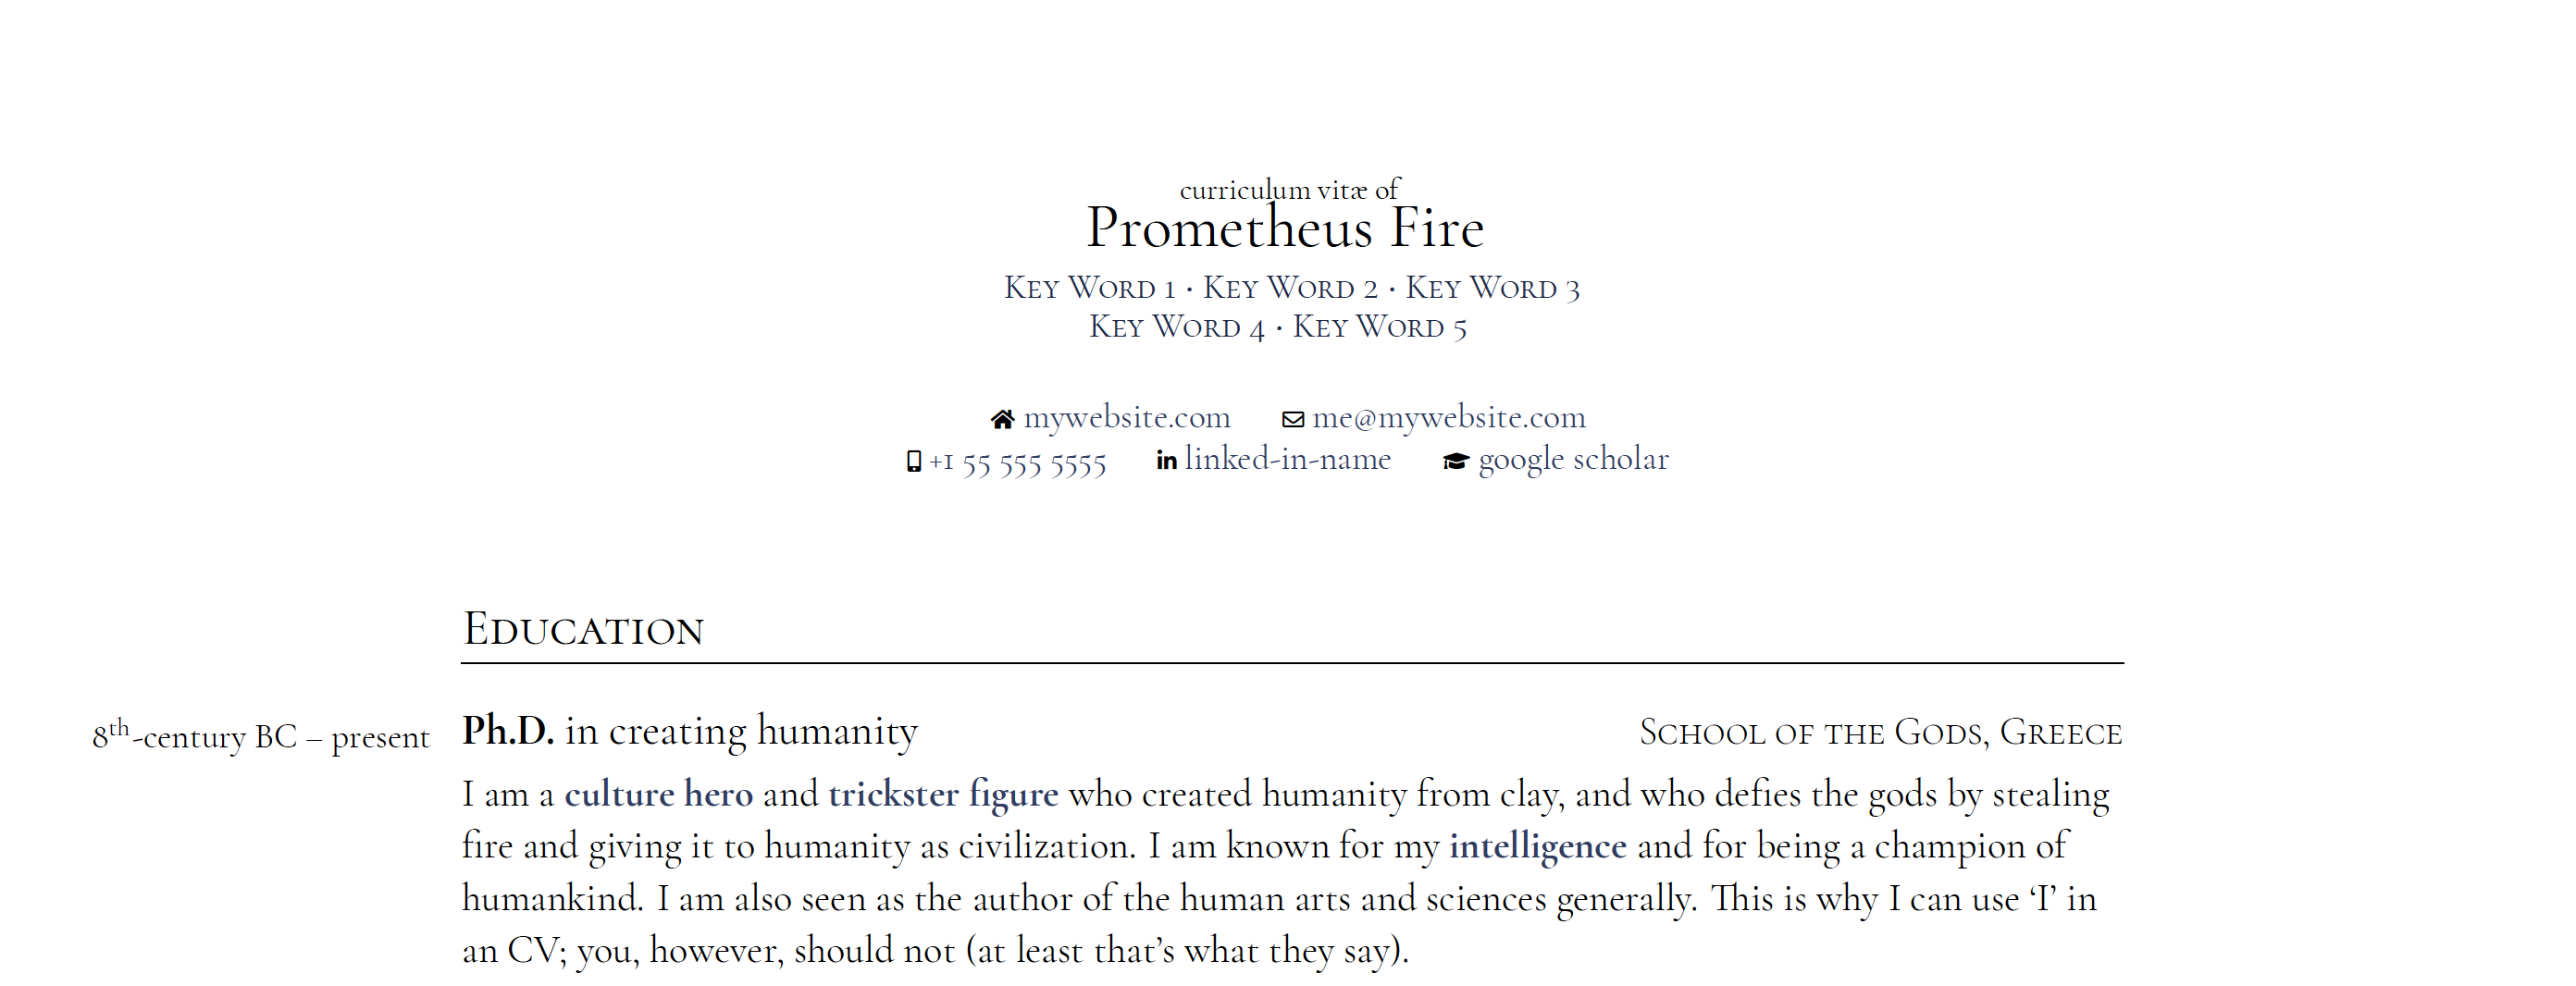 curriculum vitæ of
Prometheus Fire
Key Word 1 · Key Word 2 · Key Word 3
Key Word 4 · Key Word 5
mywebsite.com me@mywebsite.com
+1 55 555 5555 linked-in-name google scholar
Education
8th-century BC – present Ph.D. in creating humanity School of the Gods, Greece
I am a culture hero and trickster figure who created humanity from clay, and who defies the gods by stealing
fire and giving it to humanity as civilization. I am known for my intelligence and for being a champion of
humankind. I am also seen as the author of the human arts and sciences generally. This is why I can use ‘I’ in
an CV; you, however, should not (at least that’s what they say).